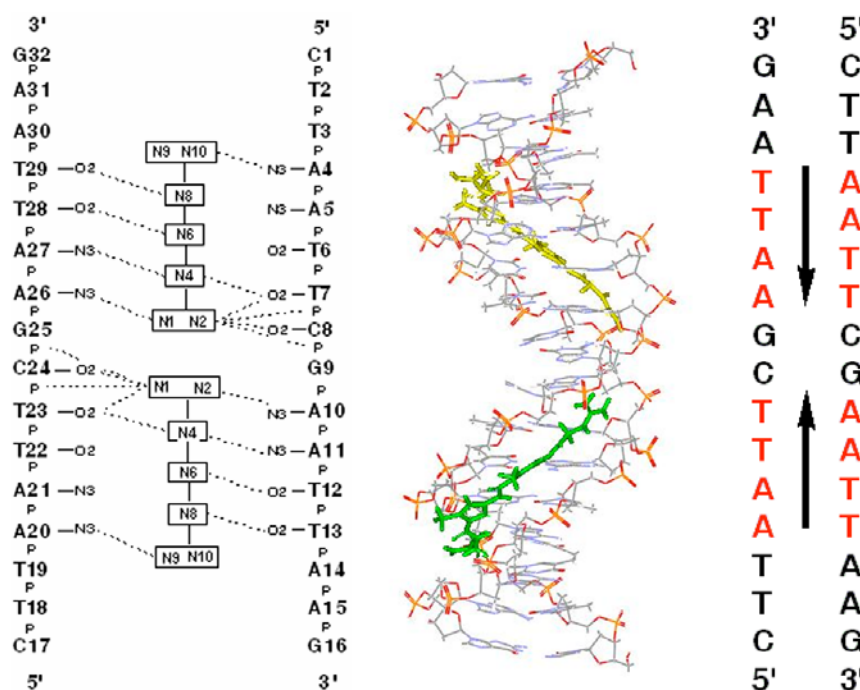 3' 5'
G32 C1
P P
A31 T2
P P
A30 T3
P N9 N10 P
T29 O2 N3 A4
P N8 P
T28 O2 N3 A5
P N6 P
A27 N3 O2 T6
P N4 P
A26 N3 O2 T7
P N1 N2 P
G25 O2 C8
P P
C24 O2 G9
P N1 N2 P
T23 O2 N3 A10
P N4 P
T22 O2 N3 A11
P N6 P
A21 N3 O2 T12
P N8 P
A20 N3 O2 T13
P N9 N10 P
T19 A14
P P
T18 A15
P P
C17 G16
5' 3'
3' 5'
G C
A T
A T
T A
T A
A T
A T
G C
C G
T A
T A
A T
A T
T A
T A
C G
5' 3'